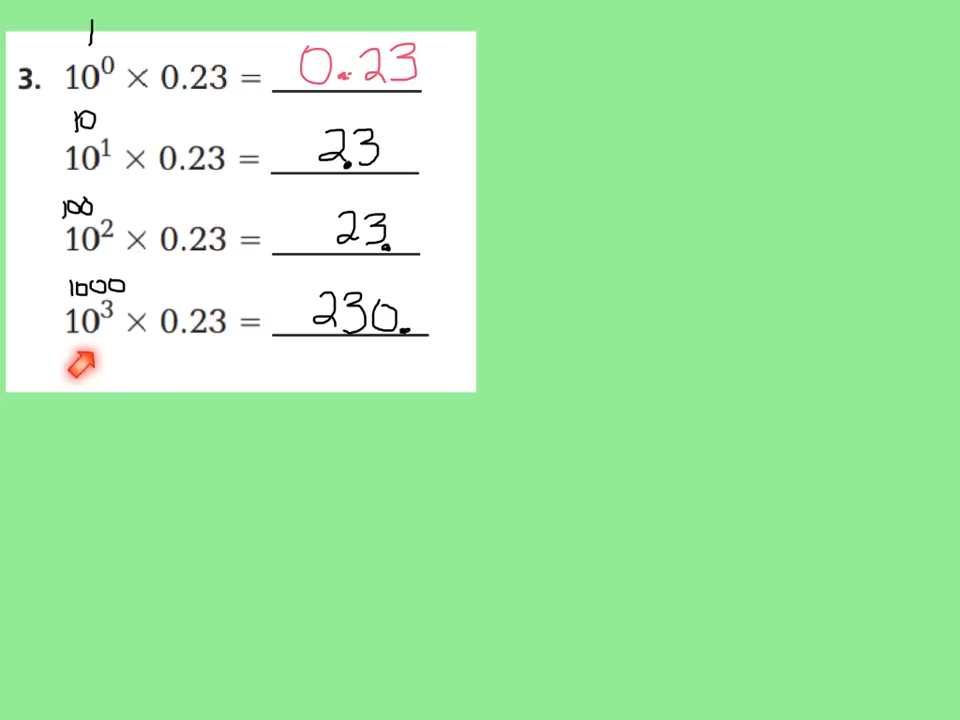 1
3. 10⁰ × 0.23 = 0.23
10
10¹ × 0.23 = 2.3
100
10² × 0.23 = 23.
1000
10³ × 0.23 = 230.